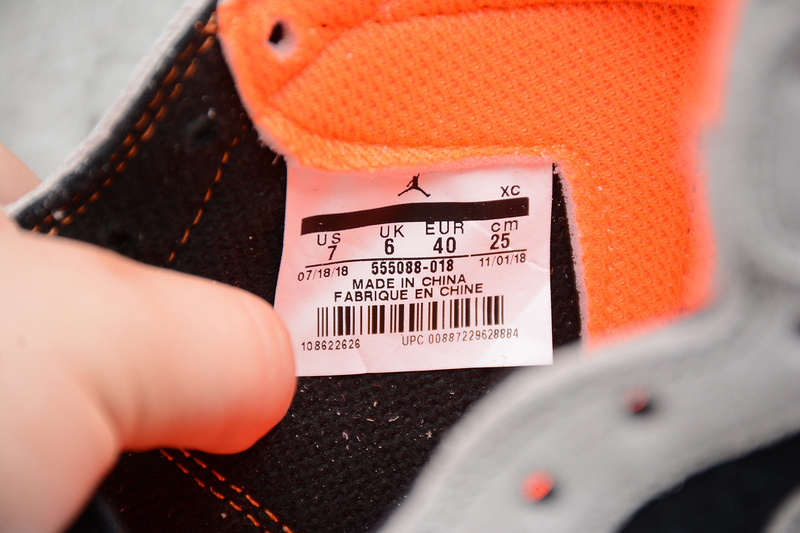 XC
US UK EUR cm
7 6 40 25
07/18/18 555088-018 11/01/18
MADE IN CHINA
FABRIQUE EN CHINE
108622626 UPC 00887229628884